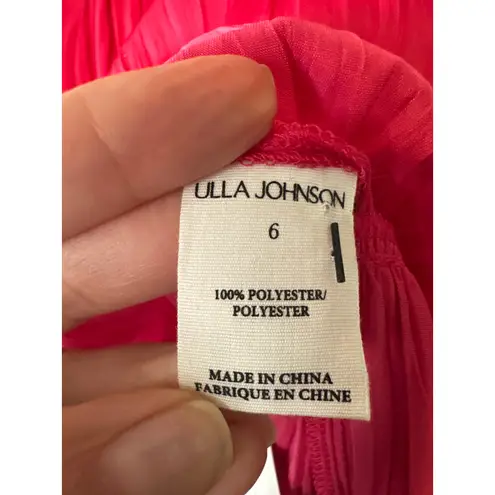 ULLA JOHNSON
6
100% POLYESTER/
POLYESTER
MADE IN CHINA
FABRIQUE EN CHINE